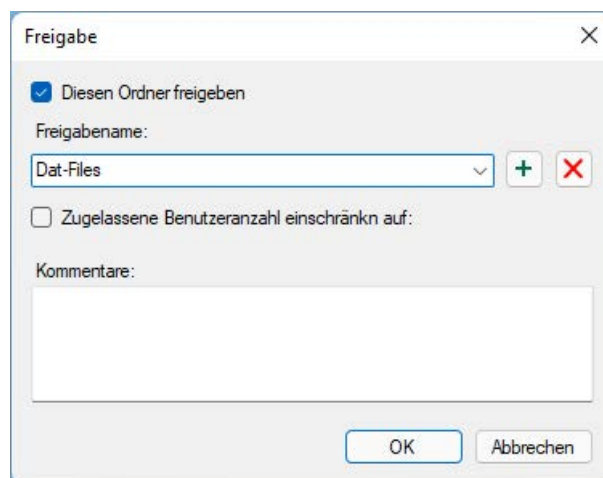 Freigabe
Diesen Ordner freigeben
Freigabename:
Dat-Files
Zugelassene Benutzeranzahl einschränkn auf:
Kommentare:
OK
Abbrechen